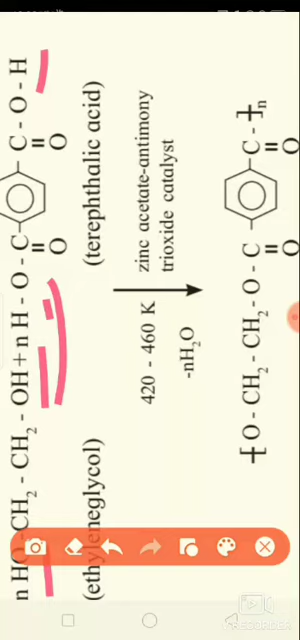 n HO - CH2 - CH2 - OH + n H - O - C - C - O - H
O O
(ethyleneglycol) (terephthalic acid)
420 - 460 K zinc acetate-antimony
-nH2O trioxide catalyst
[O - CH2 - CH2 - O - C - C -]n
O O